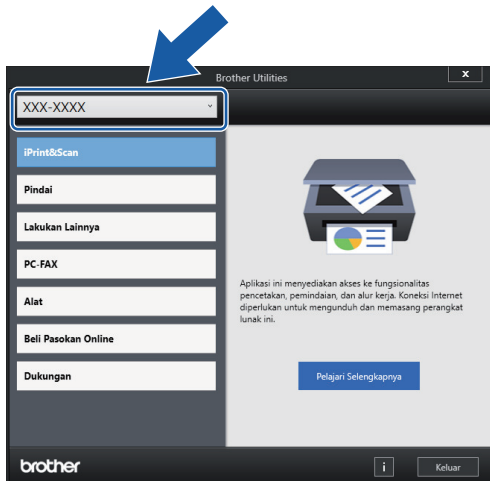 Brother Utilities
x
XXX-XXXX
iPrint&Scan
Pindai
Lakukan Lainnya
PC-FAX
Alat
Beli Pasokan Online
Dukungan
Aplikasi ini menyediakan akses ke fungsionalitas
pencetakan, pemindaian, dan alur kerja. Koneksi Internet
diperlukan untuk mengunduh dan memasang perangkat
lunak ini.
Pelajari Selengkapnya
brother
i
Keluar